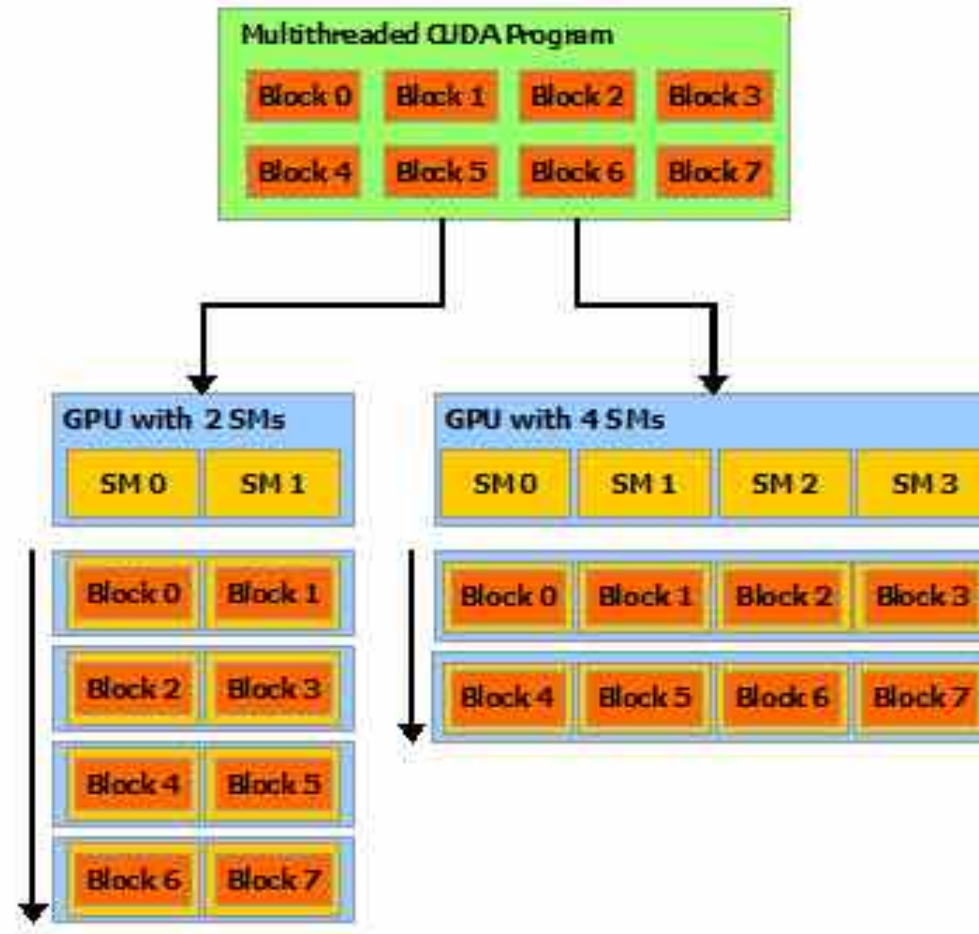 Multithreaded CUDA Program
Block 0 Block 1 Block 2 Block 3
Block 4 Block 5 Block 6 Block 7
GPU with 2 SMs
SM 0 SM 1
Block 0 Block 1
Block 2 Block 3
Block 4 Block 5
Block 6 Block 7
GPU with 4 SMs
SM 0 SM 1 SM 2 SM 3
Block 0 Block 1 Block 2 Block 3
Block 4 Block 5 Block 6 Block 7